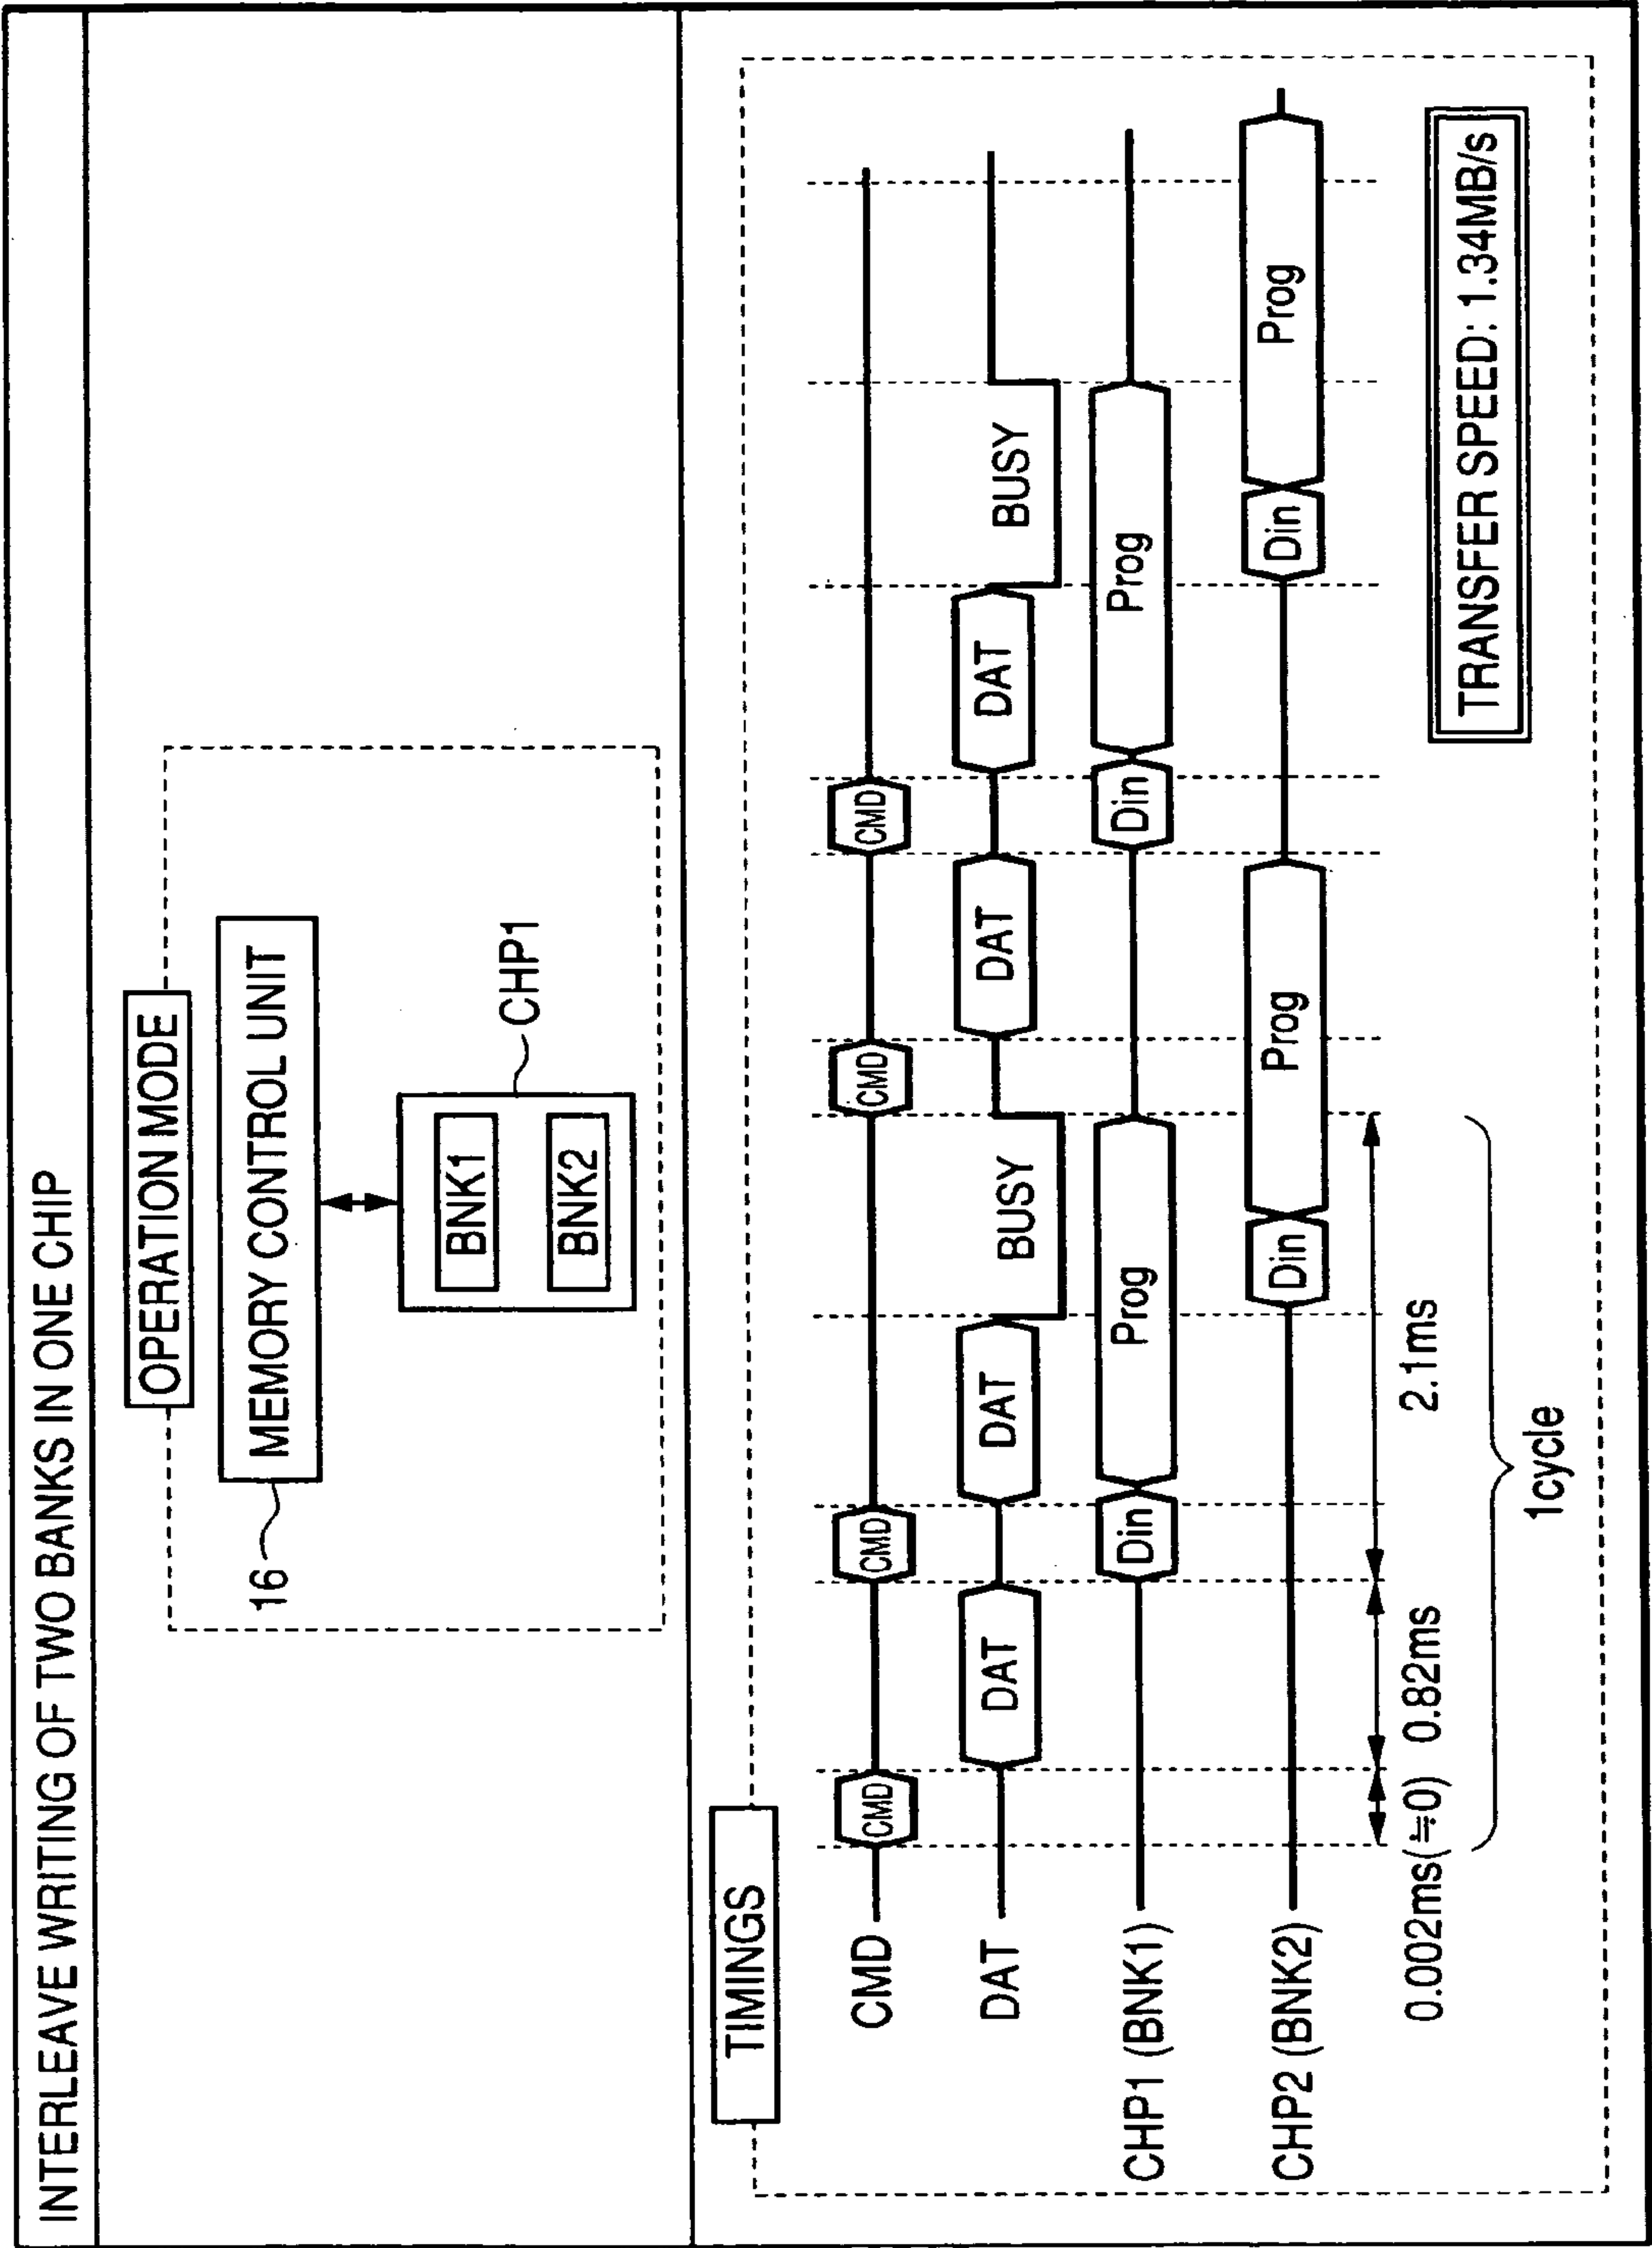 INTERLEAVE WRITING OF TWO BANKS IN ONE CHIP
OPERATION MODE
MEMORY CONTROL UNIT
16
CHP1
BNK1
BNK2
TIMINGS
CMD CMD CMD CMD CMD
DAT DAT DAT BUSY DAT DAT BUSY
CHP1 (BNK1) Din Prog Din Prog
CHP2 (BNK2) Din Prog Din Prog
0.002ms(≒0) 0.82ms 2.1ms
1cycle
TRANSFER SPEED: 1.34MB/s